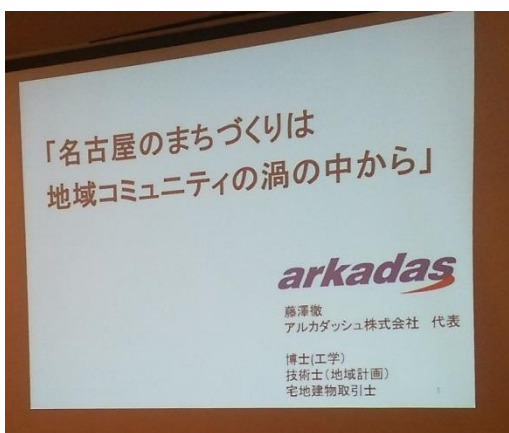 「名古屋のまちづくりは
地域コミュニティの渦の中から」
arkadas
藤澤徹
アルカダッシュ株式会社　代表
博士(工学)
技術士(地域計画)
宅地建物取引士